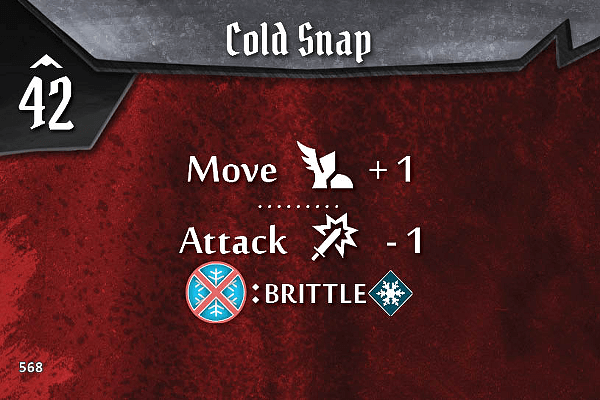 Cold Snap
42
Move + 1
Attack - 1
: BRITTLE
568